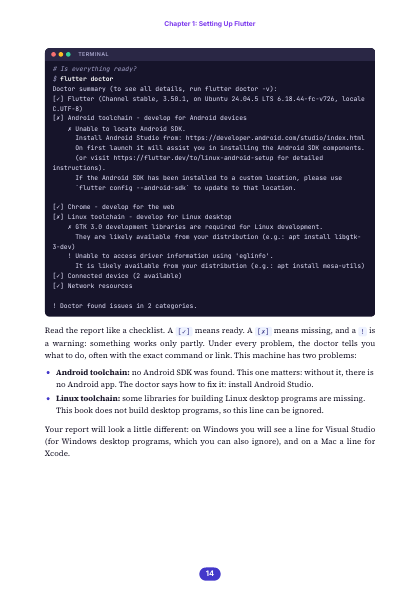 Chapter 1: Setting Up Flutter
TERMINAL
# Is everything ready?
$ flutter doctor
Doctor summary (to see all details, run flutter doctor -v):
[✓] Flutter (Channel stable, 3.50.1, on Ubuntu 24.04.5 LTS 6.18.44-fc-v726, locale
C.UTF-8)
[✗] Android toolchain - develop for Android devices
✗ Unable to locate Android SDK.
Install Android Studio from: https://developer.android.com/studio/index.html
On first launch it will assist you in installing the Android SDK components.
(or visit https://flutter.dev/to/linux-android-setup for detailed
instructions).
If the Android SDK has been installed to a custom location, please use
`flutter config --android-sdk` to update to that location.
[✓] Chrome - develop for the web
[✗] Linux toolchain - develop for Linux desktop
✗ GTK 3.0 development libraries are required for Linux development.
They are likely available from your distribution (e.g.: apt install libgtk-
3-dev)
! Unable to access driver information using 'eglinfo'.
It is likely available from your distribution (e.g.: apt install mesa-utils)
[✓] Connected device (2 available)
[✓] Network resources
! Doctor found issues in 2 categories.
Read the report like a checklist. A [✓] means ready. A [✗] means missing, and a ! is
a warning: something works only partly. Under every problem, the doctor tells you
what to do, often with the exact command or link. This machine has two problems:
• Android toolchain: no Android SDK was found. This one matters: without it, there is
no Android app. The doctor says how to fix it: install Android Studio.
• Linux toolchain: some libraries for building Linux desktop programs are missing.
This book does not build desktop programs, so this line can be ignored.
Your report will look a little different: on Windows you will see a line for Visual Studio
(for Windows desktop programs, which you can also ignore), and on a Mac a line for
Xcode.
14